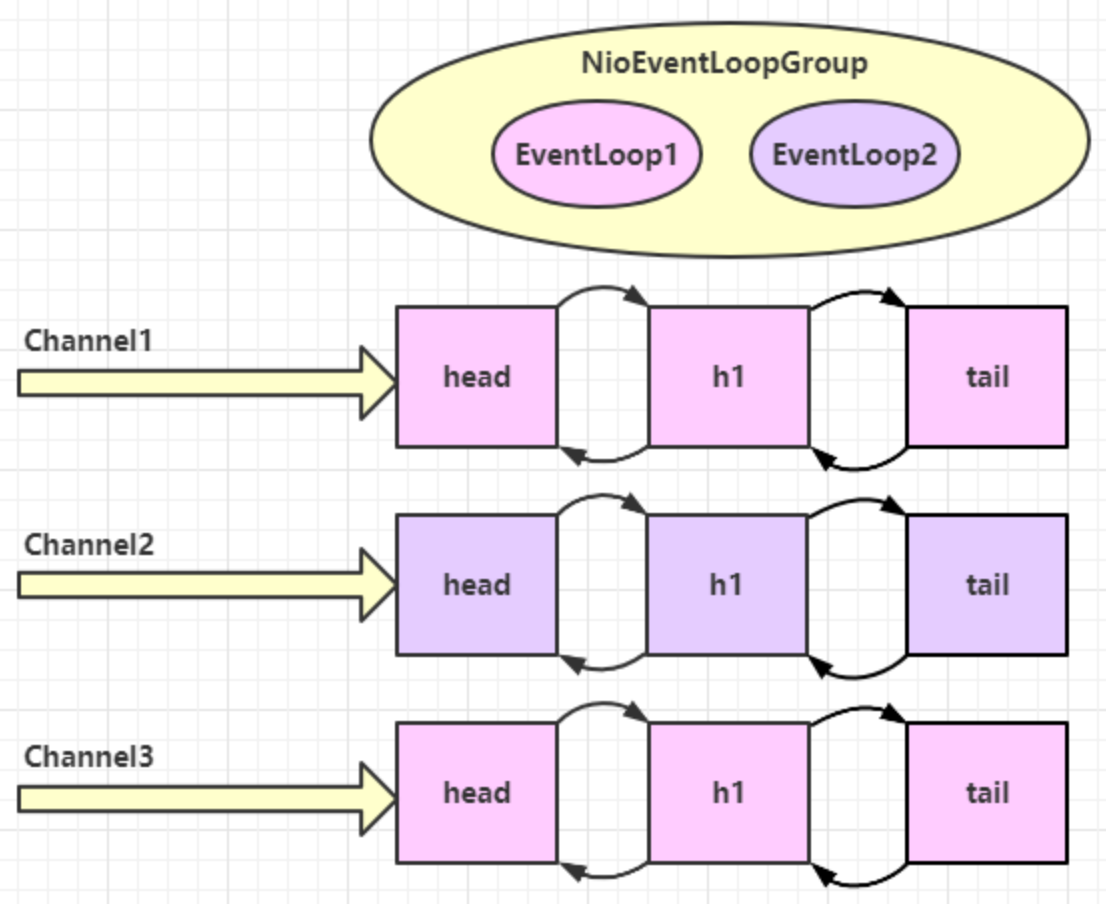 NioEventLoopGroup
EventLoop1 EventLoop2
Channel1
head h1 tail
Channel2
head h1 tail
Channel3
head h1 tail